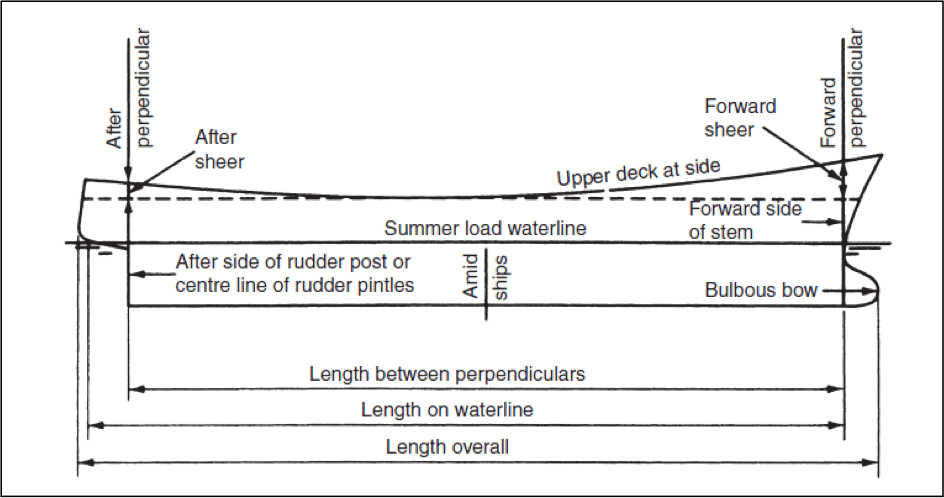 After
perpendicular
After
sheer
Forward
sheer
Forward
perpendicular
Upper deck at side
Forward side
of stem
Summer load waterline
After side of rudder post or
centre line of rudder pintles
Amid
ships
Bulbous bow
Length between perpendiculars
Length on waterline
Length overall